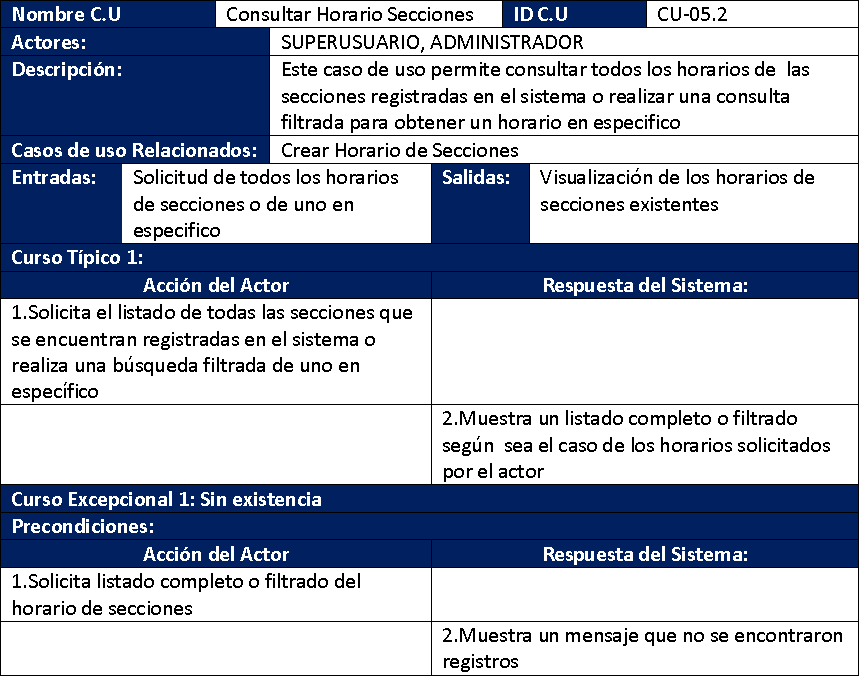 Nombre C.U Consultar Horario Secciones ID C.U CU-05.2
Actores: SUPERUSUARIO, ADMINISTRADOR
Descripción: Este caso de uso permite consultar todos los horarios de las
secciones registradas en el sistema o realizar una consulta
filtrada para obtener un horario en especifico
Casos de uso Relacionados: Crear Horario de Secciones
Entradas: Solicitud de todos los horarios
de secciones o de uno en
especifico
Salidas: Visualización de los horarios de
secciones existentes
Curso Típico 1:
Acción del Actor Respuesta del Sistema:
1.Solicita el listado de todas las secciones que
se encuentran registradas en el sistema o
realiza una búsqueda filtrada de uno en
específico
2.Muestra un listado completo o filtrado
según sea el caso de los horarios solicitados
por el actor
Curso Excepcional 1: Sin existencia
Precondiciones:
Acción del Actor Respuesta del Sistema:
1.Solicita listado completo o filtrado del
horario de secciones
2.Muestra un mensaje que no se encontraron
registros